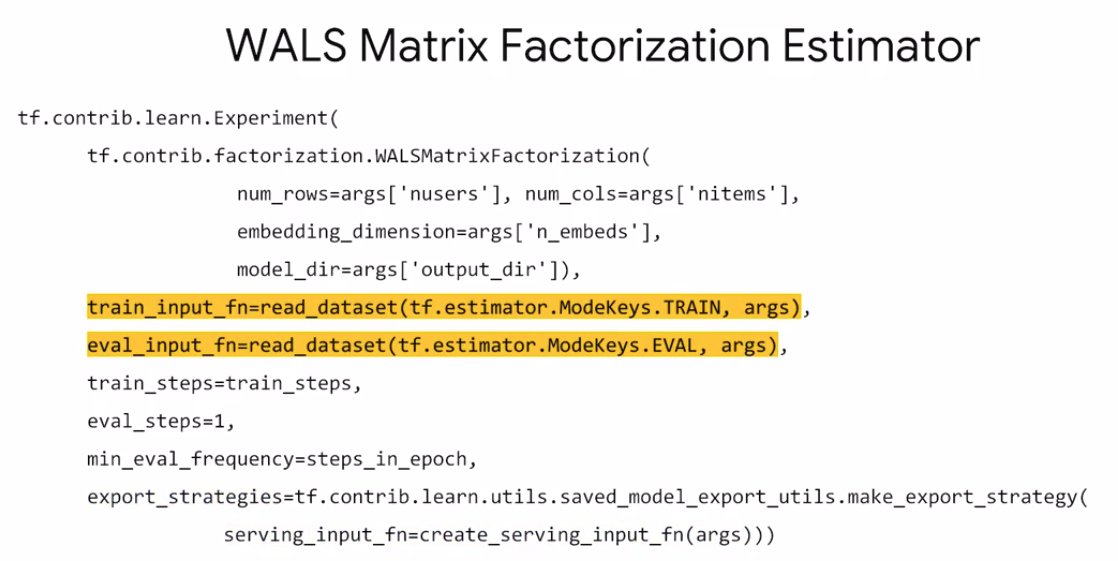 WALS Matrix Factorization Estimator
tf.contrib.learn.Experiment(
tf.contrib.factorization.WALSMatrixFactorization(
num_rows=args['nusers'], num_cols=args['nitems'],
embedding_dimension=args['n_embeds'],
model_dir=args['output_dir']),
train_input_fn=read_dataset(tf.estimator.ModeKeys.TRAIN, args),
eval_input_fn=read_dataset(tf.estimator.ModeKeys.EVAL, args),
train_steps=train_steps,
eval_steps=1,
min_eval_frequency=steps_in_epoch,
export_strategies=tf.contrib.learn.utils.saved_model_export_utils.make_export_strategy(
serving_input_fn=create_serving_input_fn(args)))